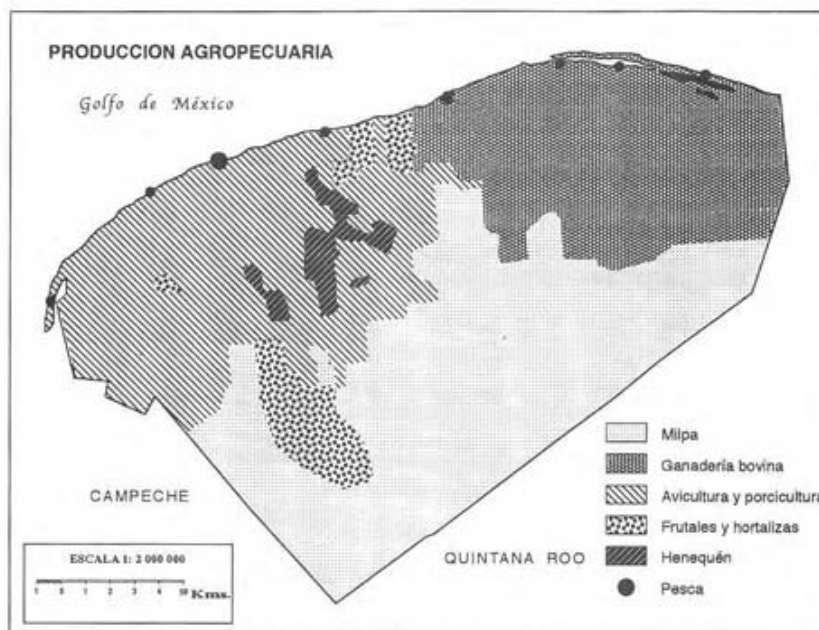 PRODUCCION AGROPECUARIA
Golfo de México
Milpa
Ganadería bovina
Avicultura y porcicultura
Frutales y hortalizas
Henequén
Pesca
CAMPECHE
QUINTANA ROO
ESCALA 1: 2 000 000
Kms.